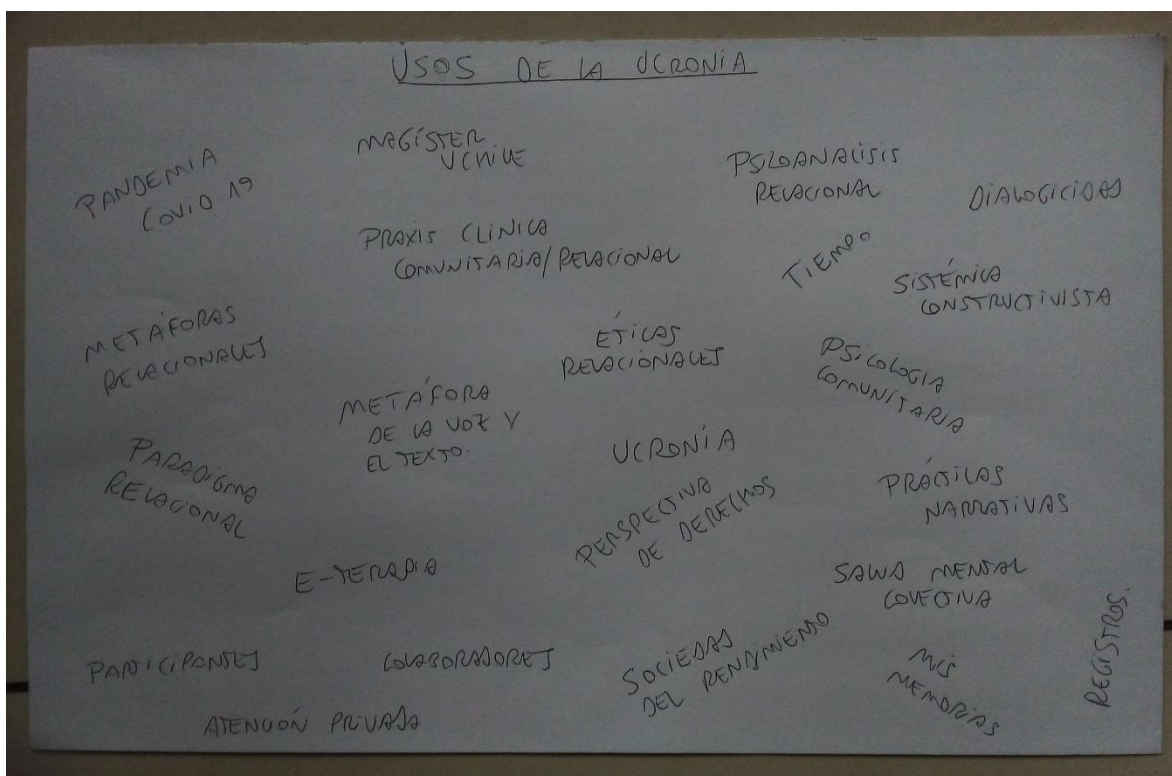 USOS DE LA UCRONÍA
PANDEMIA
COVID 19
MAGÍSTER
UCHILE
PSICOANALISIS
RELACIONAL
DIALOGICIDAD
PRAXIS CLÍNICA
COMUNITARIA/RELACIONAL
TIEMPO
SISTÉMICA
CONSTRUCTIVISTA
METÁFORAS
RELACIONALES
ÉTICAS
RELACIONALES
PSICOLOGIA
COMUNITARIA
METÁFORA
DE LA VOZ Y
EL TEXTO.
UCRONÍA
PARADIGMA
RELACIONAL
PERSPECTIVA
DE DERECHOS
PRÁCTICAS
NARRATIVAS
E-TERAPIA
SALUD MENTAL
COLECTIVA
PARTICIPANTES
COLABORADORES
SOCIEDAD
DEL RENDIMIENTO
MIS
MEMORIAS
REGISTROS.
ATENCIÓN PRIVADA